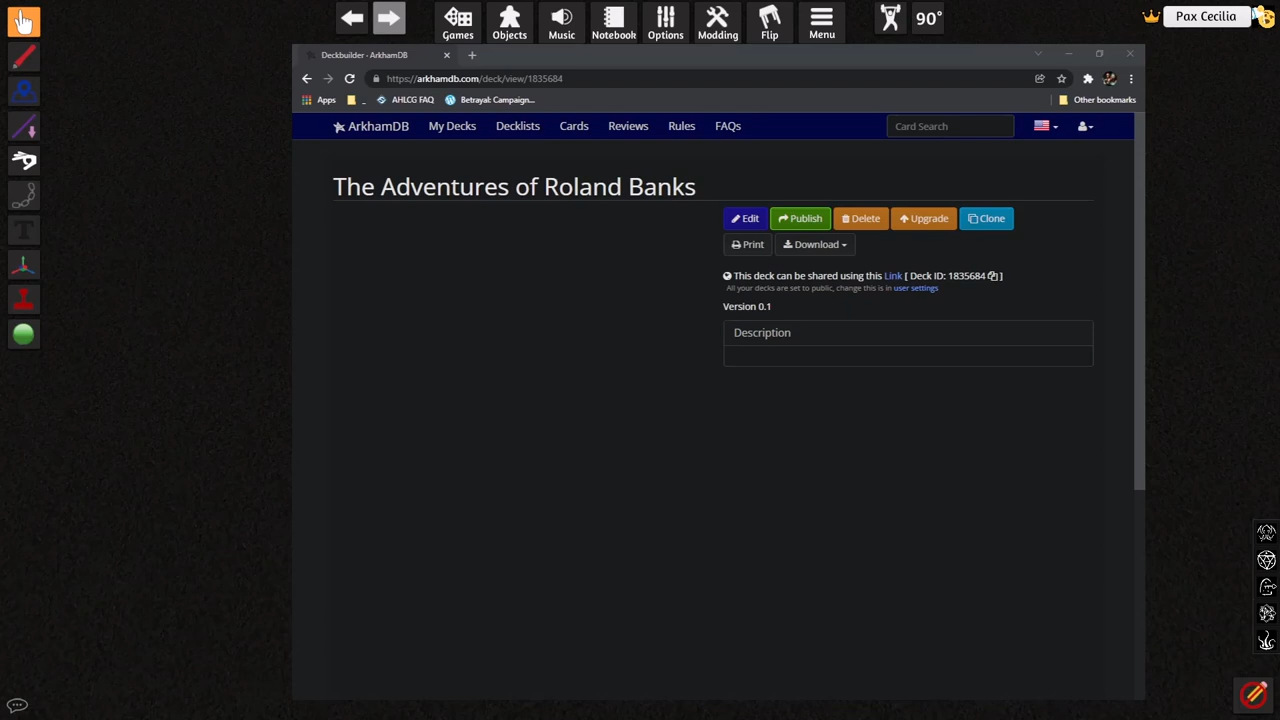 Games
Objects
Music
Notebook
Options
Modding
Flip
Menu
90°
Pax Cecilia
Deckbuilder - ArkhamDB
https://arkhamdb.com/deck/view/1835684
Apps
_
AHLCG FAQ
Betrayal: Campaign...
Other bookmarks
ArkhamDB
My Decks
Decklists
Cards
Reviews
Rules
FAQs
Card Search
The Adventures of Roland Banks
Edit
Publish
Delete
Upgrade
Clone
Print
Download
This deck can be shared using this Link [ Deck ID: 1835684 ]
All your decks are set to public, change this is in user settings
Version 0.1
Description